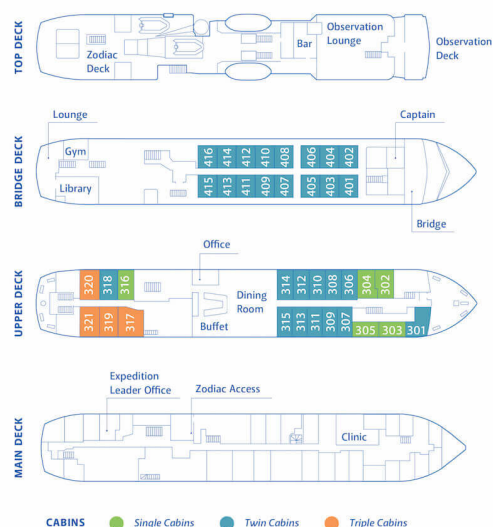 TOP DECK
Zodiac
Deck
Bar
Observation
Lounge
Observation
Deck
BRIDGE DECK
Lounge
Gym
Library
416 414 412 410 408 406 404 402
415 413 411 409 407 405 403 401
Captain
Bridge
UPPER DECK
Office
320 318 316
321 319 317
Dining
Room
Buffet
314 312 310 308 306 304 302
315 313 311 309 307 305 303 301
MAIN DECK
Expedition
Leader Office
Zodiac Access
Clinic
CABINS
Single Cabins
Twin Cabins
Triple Cabins